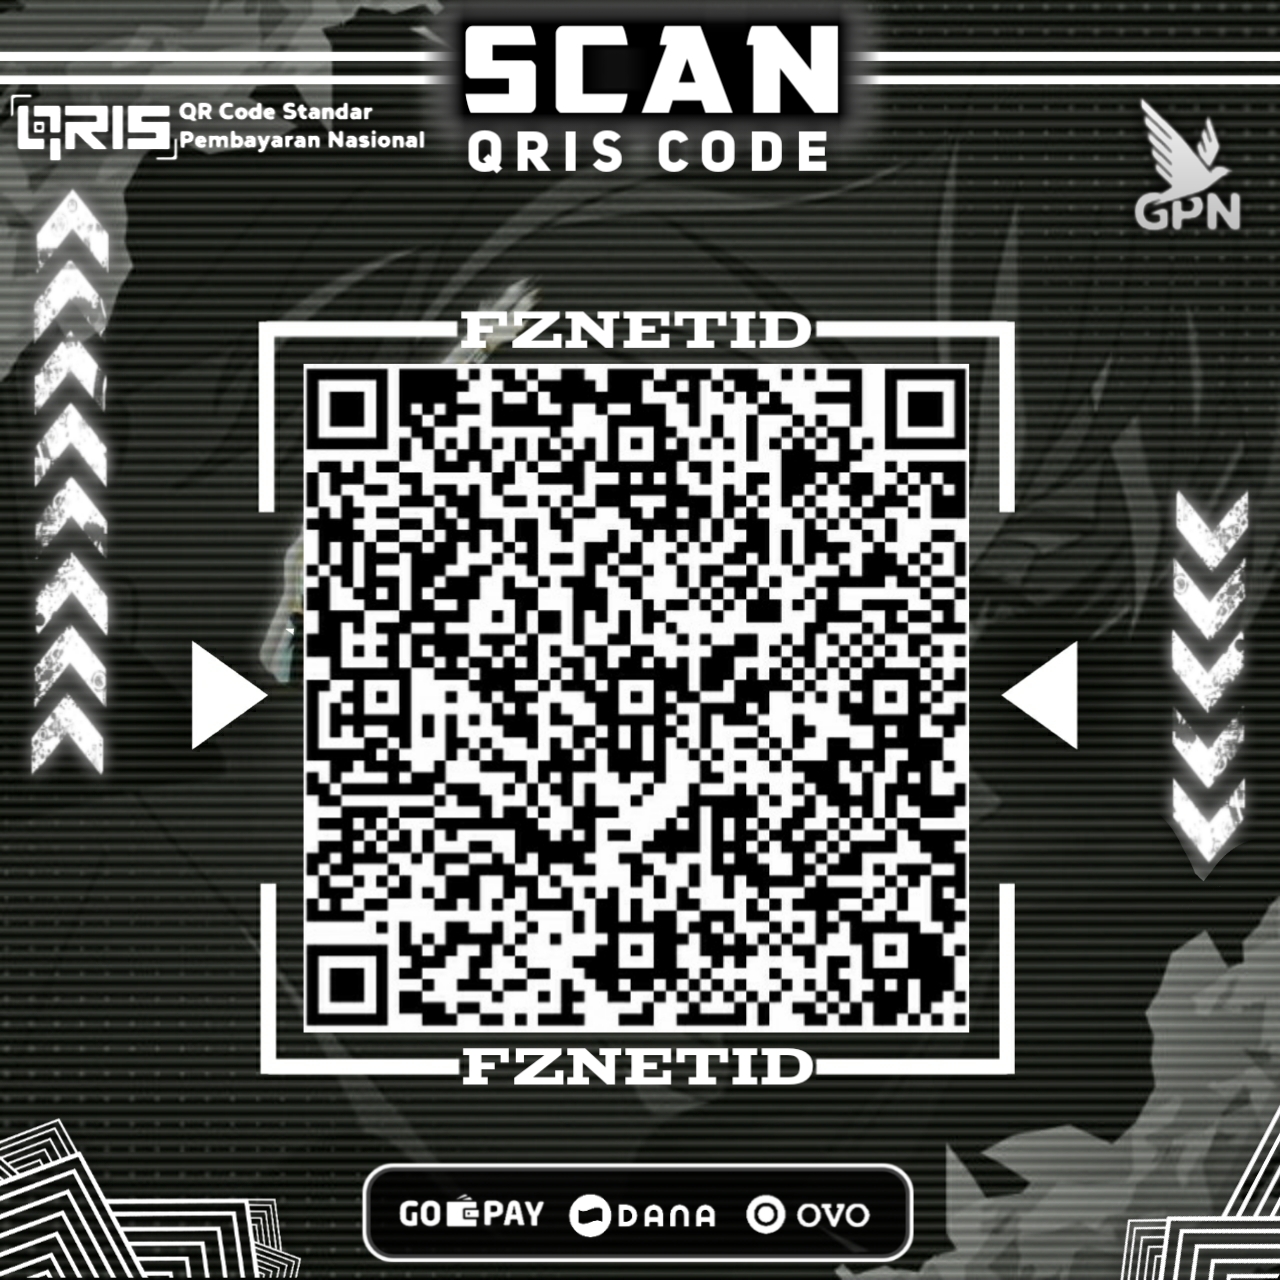 SCAN
QRIS CODE
QRIS
QR Code Standar
Pembayaran Nasional
GPN
FZNETID
FZNETID
GOPAY DANA OVO